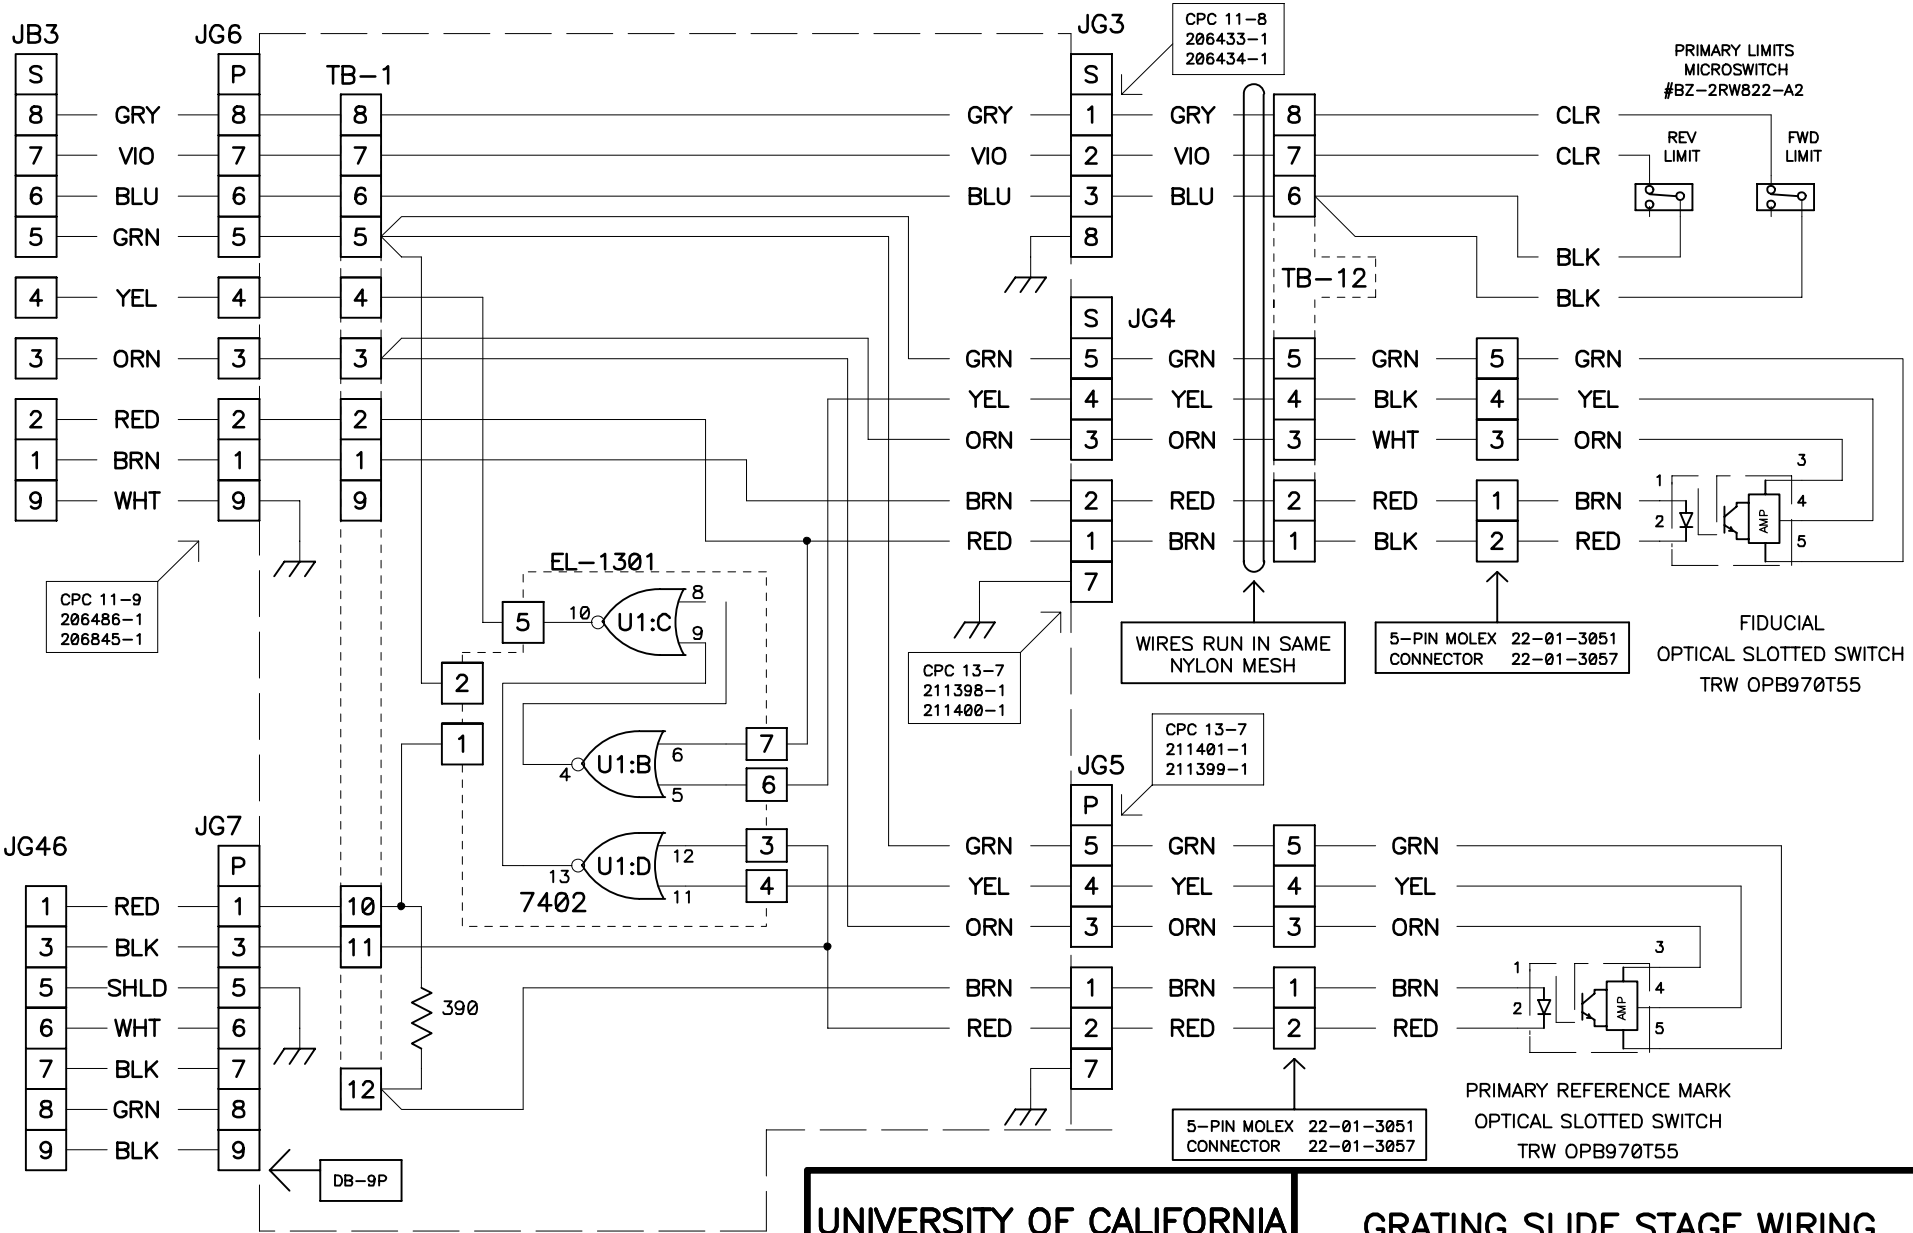 JB3
S
8
7
6
5
4
3
2
1
9
GRY
VIO
BLU
GRN
YEL
ORN
RED
BRN
WHT
JG6
P
8
7
6
5
4
3
2
1
9
CPC 11-9
206486-1
206845-1
TB-1
8
7
6
5
4
3
2
1
9
10
11
12
GRY
VIO
BLU
GRN
YEL
ORN
BRN
RED
JG3
S
1
2
3
8
CPC 11-8
206433-1
206434-1
GRY
VIO
BLU
8
7
6
TB-12
CLR
CLR
BLK
BLK
PRIMARY LIMITS
MICROSWITCH
#BZ-2RW822-A2
REV
LIMIT
FWD
LIMIT
S
JG4
5
4
3
2
1
7
GRN
YEL
ORN
RED
BRN
5
4
3
2
1
GRN
BLK
WHT
RED
BLK
5
4
3
1
2
GRN
YEL
ORN
BRN
RED
1
2
3
4
5
AMP
FIDUCIAL
OPTICAL SLOTTED SWITCH
TRW OPB970T55
CPC 13-7
211398-1
211400-1
WIRES RUN IN SAME
NYLON MESH
5-PIN MOLEX 22-01-3051
CONNECTOR 22-01-3057
EL-1301
5
10
U1:C
8
9
2
1
4
U1:B
6
5
7
6
13
U1:D
12
11
3
4
7402
390
JG46
1
3
5
6
7
8
9
RED
BLK
SHLD
WHT
BLK
GRN
BLK
JG7
P
1
3
5
6
7
8
9
DB-9P
GRN
YEL
ORN
BRN
RED
JG5
P
5
4
3
1
2
7
CPC 13-7
211401-1
211399-1
GRN
YEL
ORN
BRN
RED
5
4
3
1
2
GRN
YEL
ORN
BRN
RED
1
2
3
4
5
AMP
PRIMARY REFERENCE MARK
OPTICAL SLOTTED SWITCH
TRW OPB970T55
5-PIN MOLEX 22-01-3051
CONNECTOR 22-01-3057
UNIVERSITY OF CALIFORNIA
GRATING SLIDE STAGE WIRING